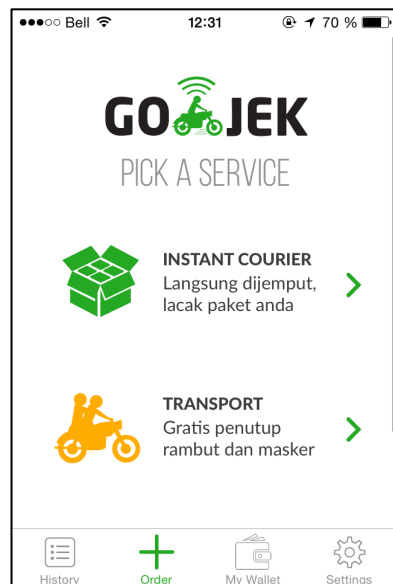 Bell 12:31 70 %
GO JEK
PICK A SERVICE
INSTANT COURIER
Langsung dijemput,
lacak paket anda
TRANSPORT
Gratis penutup
rambut dan masker
History Order My Wallet Settings